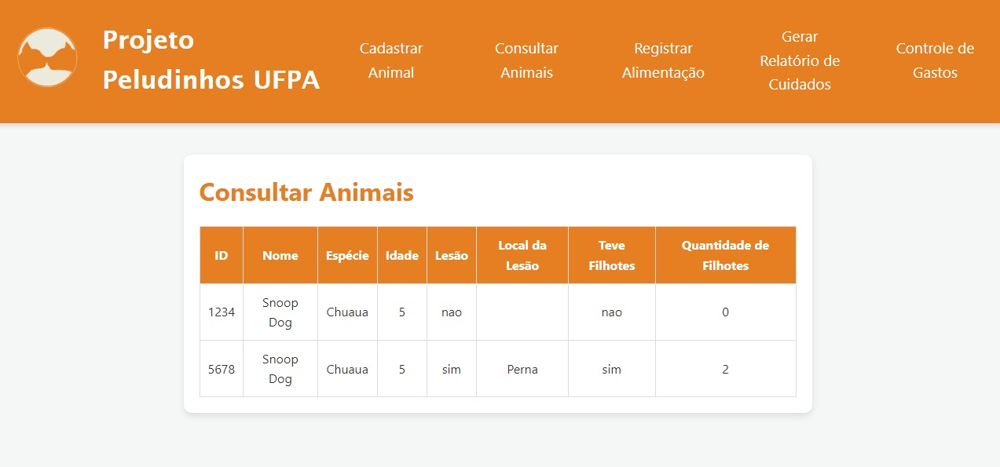 Projeto
Peludinhos UFPA
Cadastrar
Animal
Consultar
Animais
Registrar
Alimentação
Gerar
Relatório de
Cuidados
Controle de
Gastos
Consultar Animais
ID Nome Espécie Idade Lesão Local da Lesão Teve Filhotes Quantidade de Filhotes
1234 Snoop Dog Chuaua 5 nao nao 0
5678 Snoop Dog Chuaua 5 sim Perna sim 2